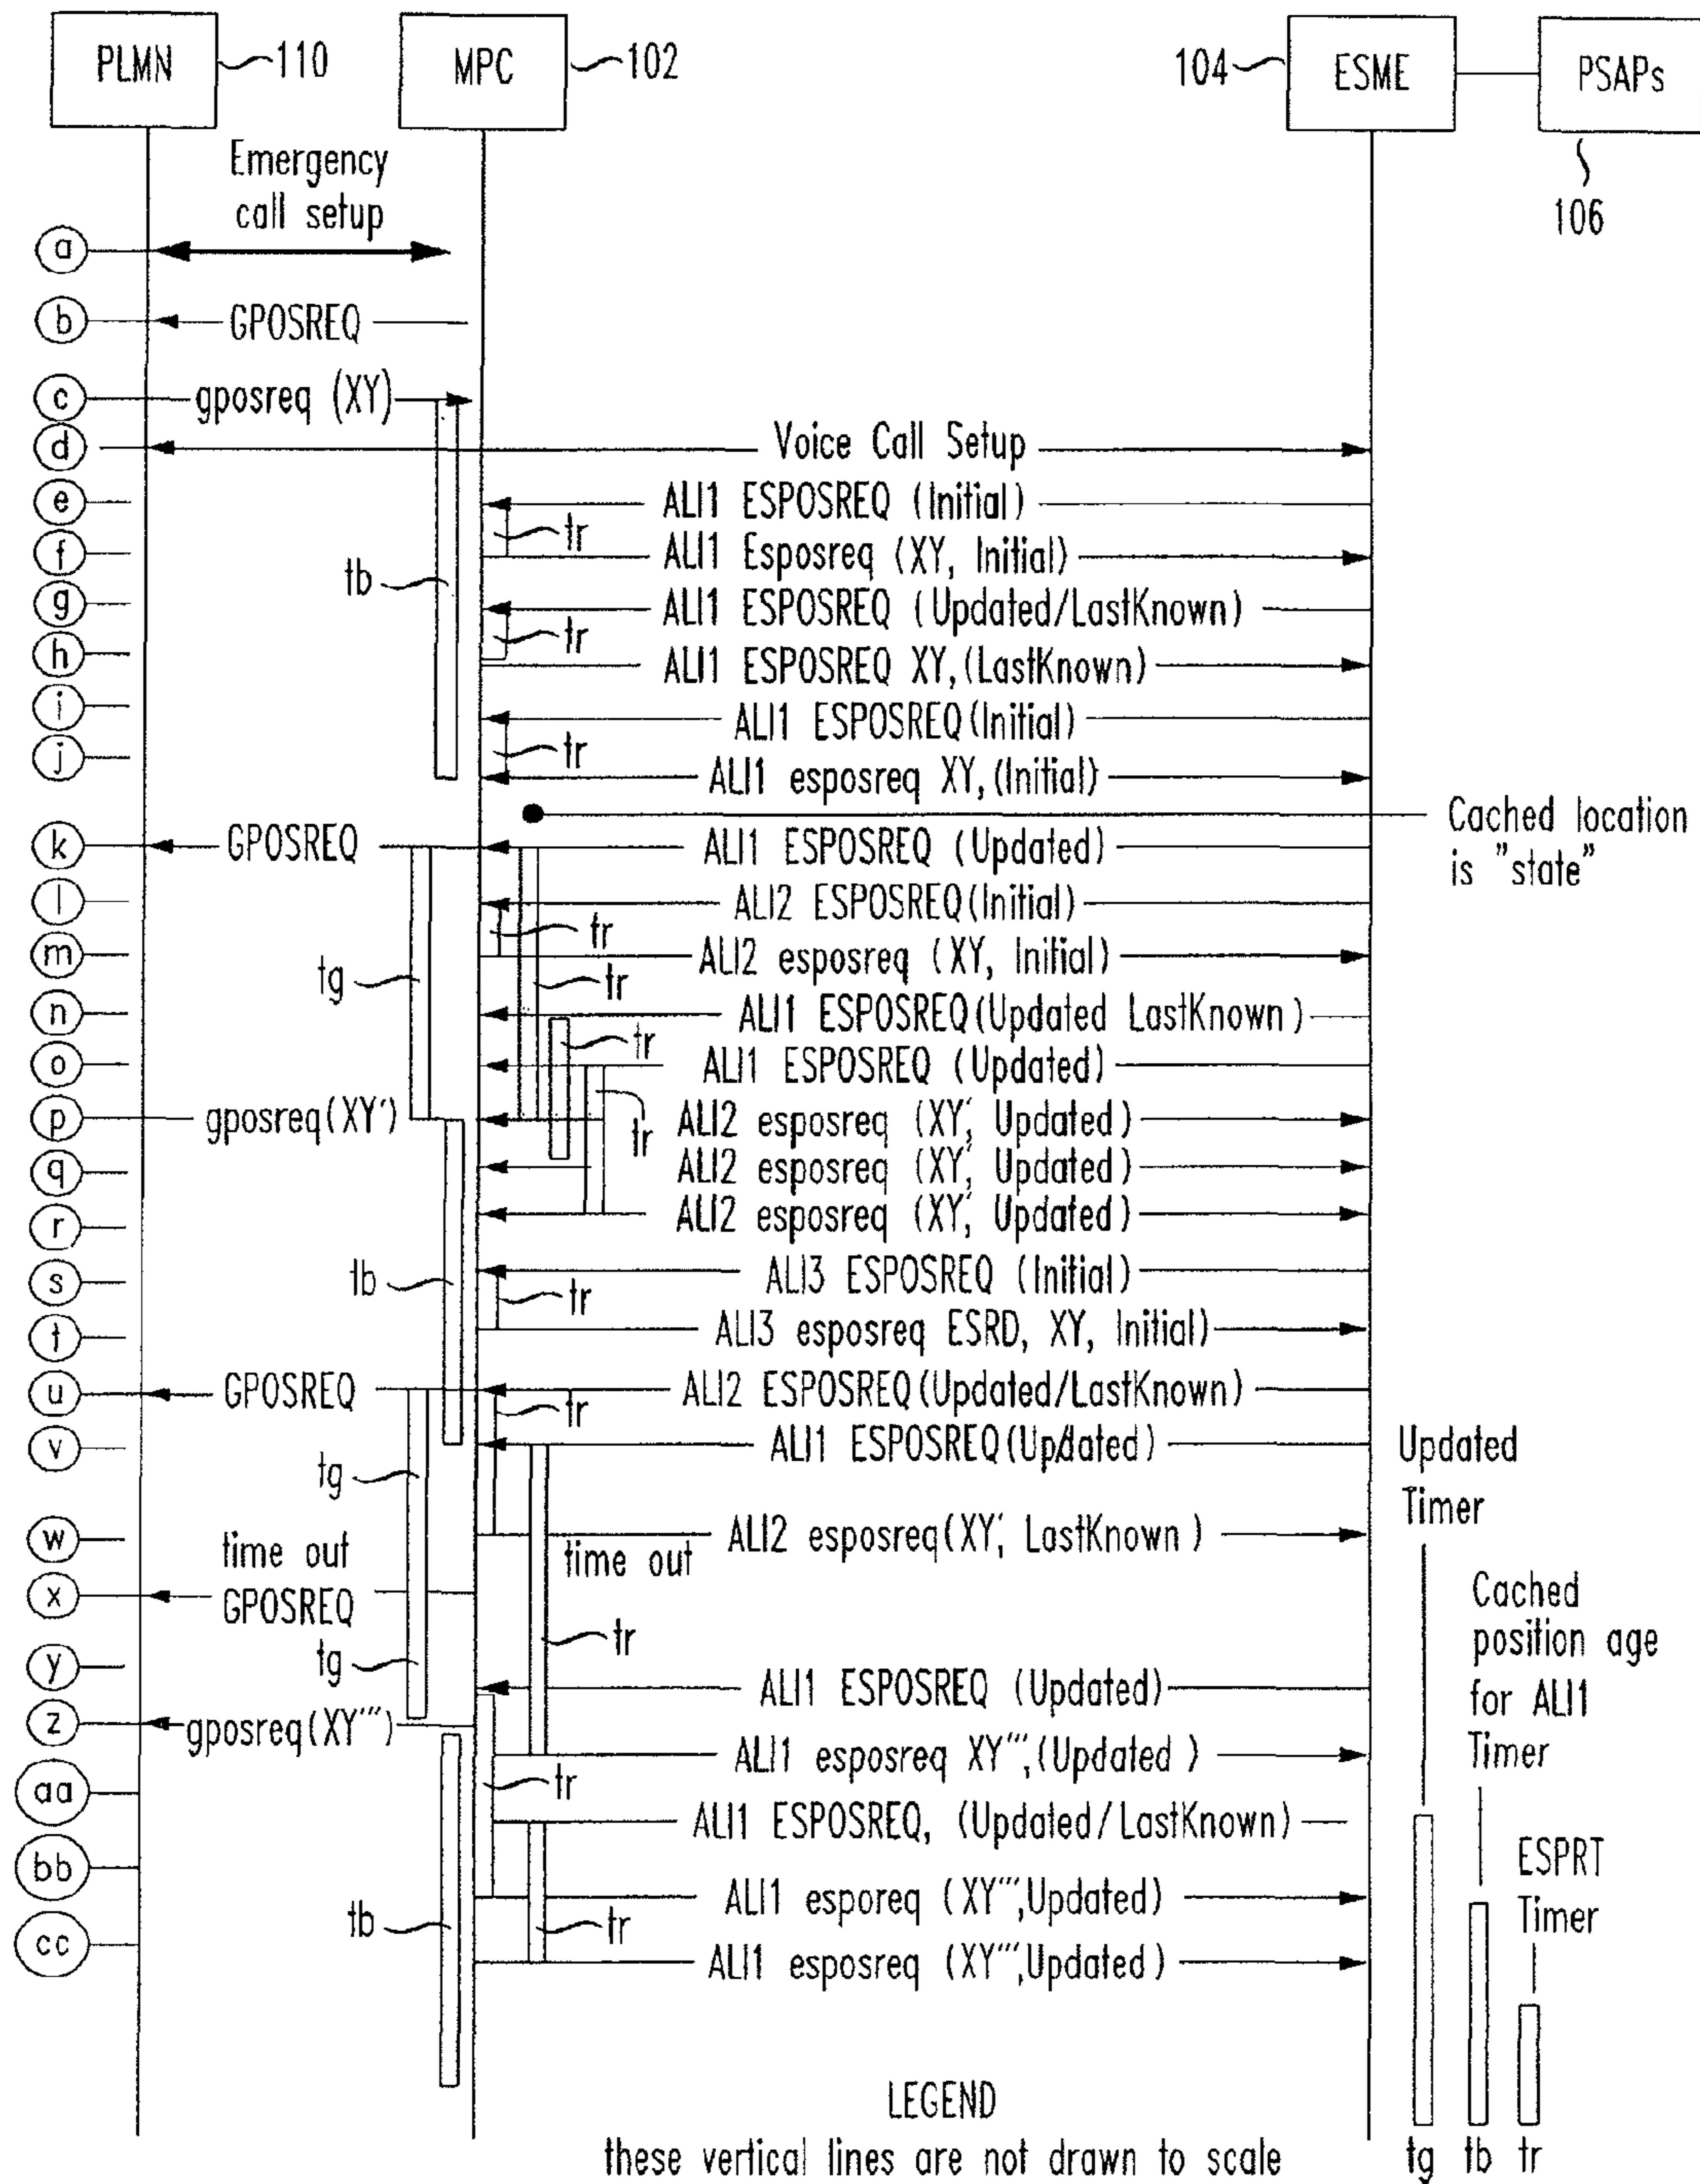 PLMN 110 MPC 102 104 ESME PSAPs
106
Emergency
call setup
a
b GPOSREQ
c gposreq (XY)
d Voice Call Setup
e ALI1 ESPOSREQ (Initial)
tr
f ALI1 Esposreq (XY, Initial)
tb
g ALI1 ESPOSREQ (Updated/LastKnown)
tr
h ALI1 ESPOSREQ XY,(LastKnown)
i ALI1 ESPOSREQ(Initial)
tr
j ALI1 esposreq XY,(Initial)
Cached location
is "state"
k GPOSREQ ALI1 ESPOSREQ (Updated)
l ALI2 ESPOSREQ(Initial)
tr
m ALI2 esposreq (XY, Initial)
tg tr
n ALI1 ESPOSREQ(Updated LastKnown)
tr
o ALI1 ESPOSREQ (Updated)
p gposreq(XY') ALI2 esposreq (XY', Updated)
tr
q ALI2 esposreq (XY', Updated)
r ALI2 esposreq (XY', Updated)
s ALI3 ESPOSREQ (Initial)
tb tr
t ALI3 esposreq ESRD, XY, Initial)
u GPOSREQ ALI2 ESPOSREQ(Updated/LastKnown)
tr
v ALI1 ESPOSREQ(Updated)
tg
w ALI2 esposreq(XY', LastKnown )
time out time out
x GPOSREQ
tr
y tg
ALI1 ESPOSREQ (Updated)
z gposreq(XY''')
ALI1 esposreq XY''',(Updated )
tr
aa
ALI1 ESPOSREQ, (Updated/LastKnown)
bb
ALI1 esporeq (XY''',Updated)
tb tr
cc
ALI1 esposreq (XY''',Updated)
Updated
Timer
Cached
position age
for ALI1
Timer
ESPRT
Timer
tg tb tr
LEGEND
these vertical lines are not drawn to scale